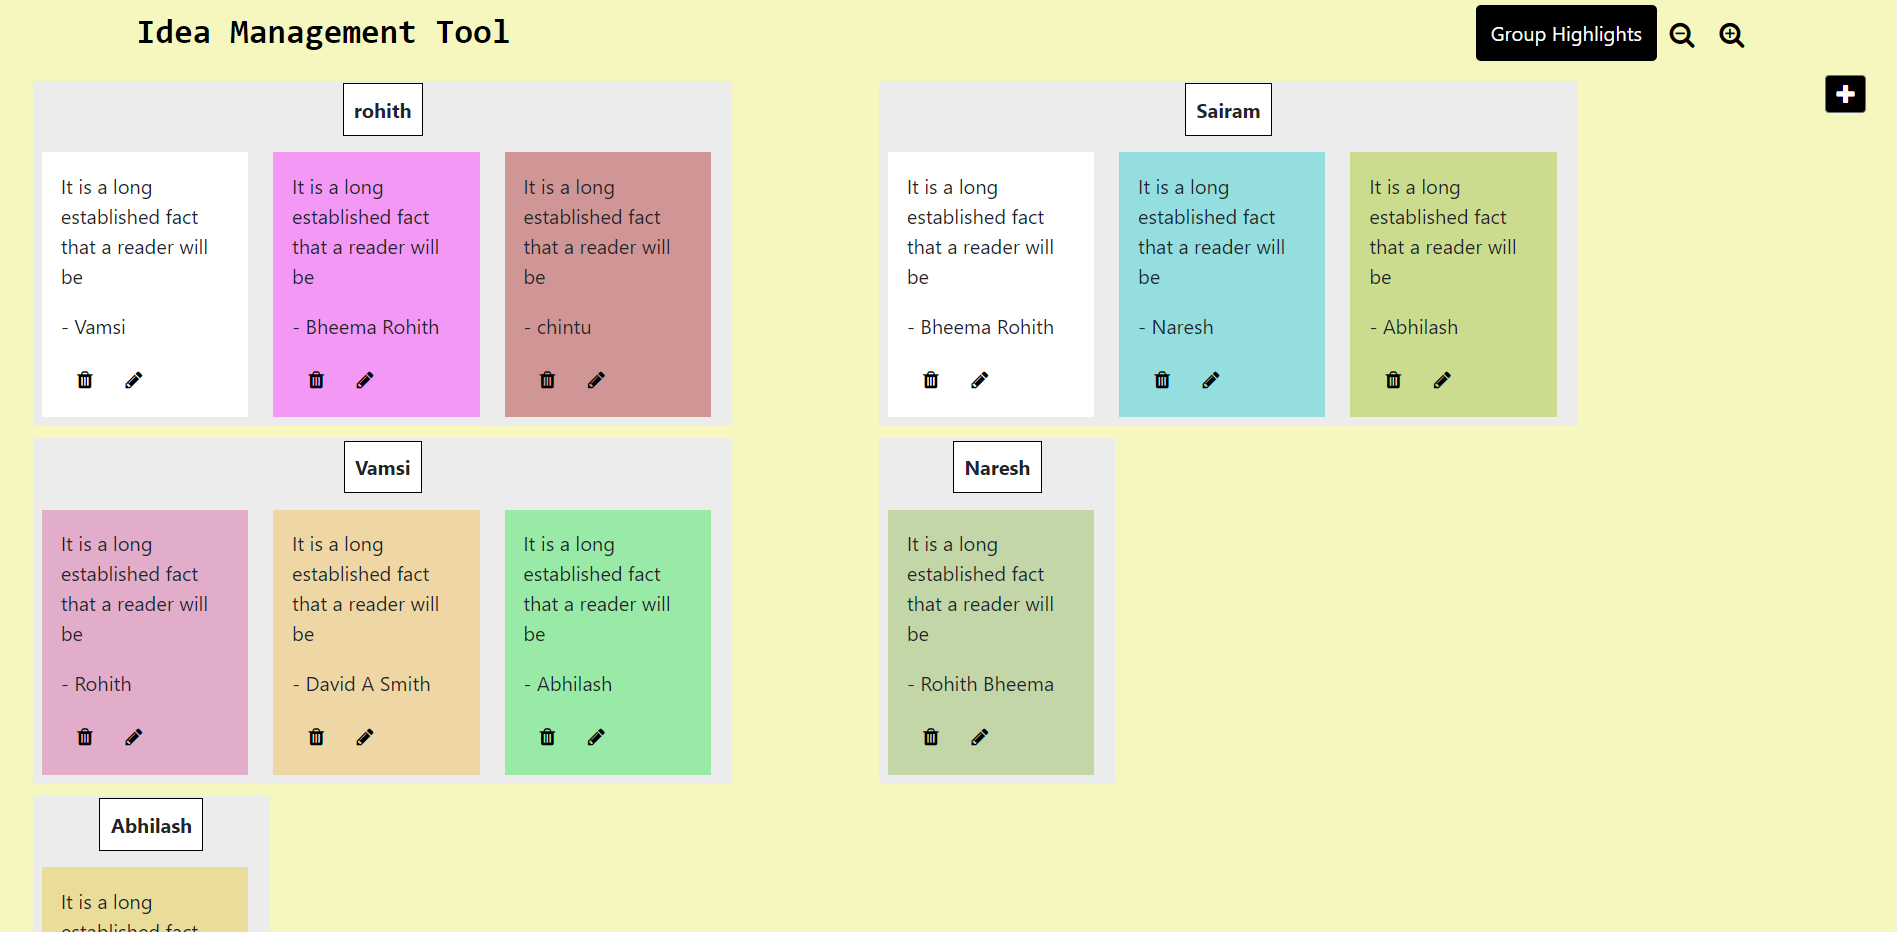 Idea Management Tool
Group Highlights
rohith
It is a long
established fact
that a reader will
be
- Vamsi
It is a long
established fact
that a reader will
be
- Bheema Rohith
It is a long
established fact
that a reader will
be
- chintu
Sairam
It is a long
established fact
that a reader will
be
- Bheema Rohith
It is a long
established fact
that a reader will
be
- Naresh
It is a long
established fact
that a reader will
be
- Abhilash
Vamsi
It is a long
established fact
that a reader will
be
- Rohith
It is a long
established fact
that a reader will
be
- David A Smith
It is a long
established fact
that a reader will
be
- Abhilash
Naresh
It is a long
established fact
that a reader will
be
- Rohith Bheema
Abhilash
It is a long
established fact